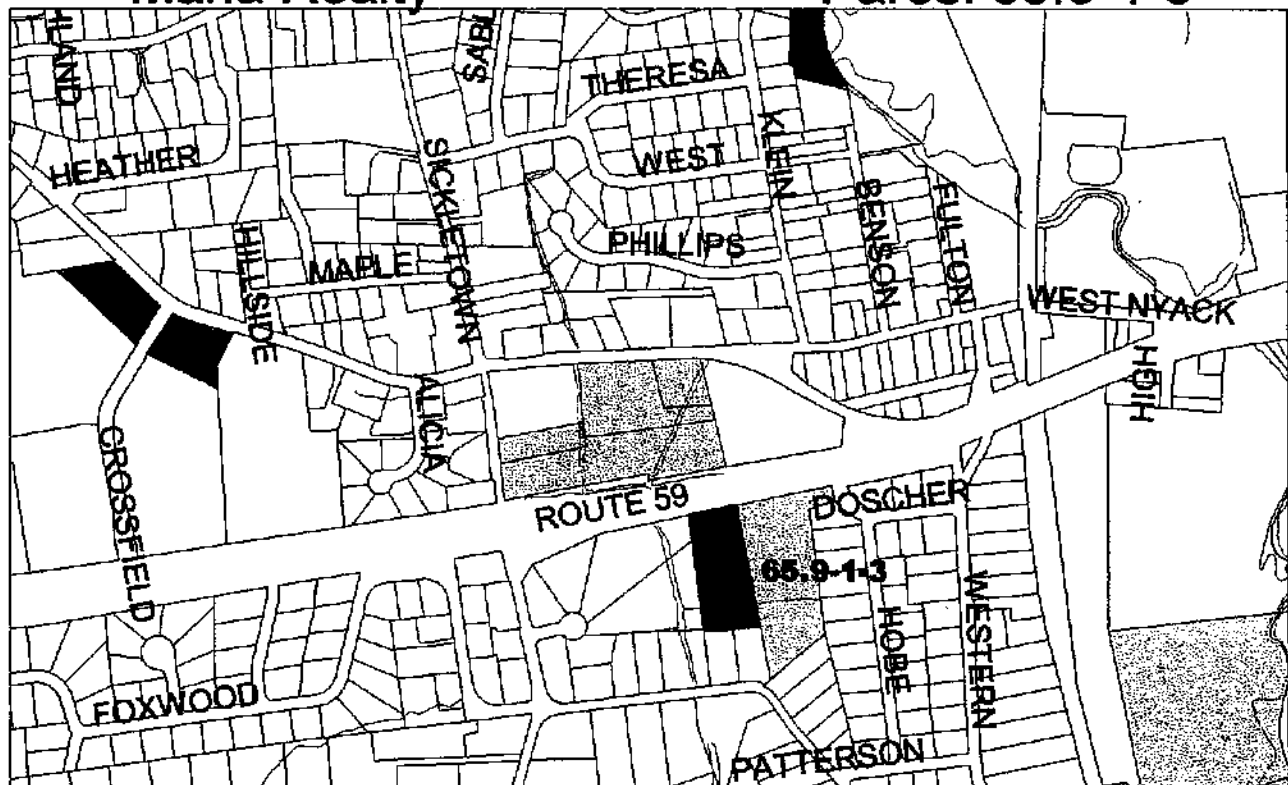 Realty
HEATHER
SICKLETOWN
THERESA
WEST
KLEIN
BENSON
FULTON
PHILLIPS
HILLSIDE
MAPLE
WEST NYACK
HIGH
ALICIA
CROSSFIELD
ROUTE 59
DOSCHER
65.9-1-3
HOBE
WESTERN
FOXWOOD
PATTERSON